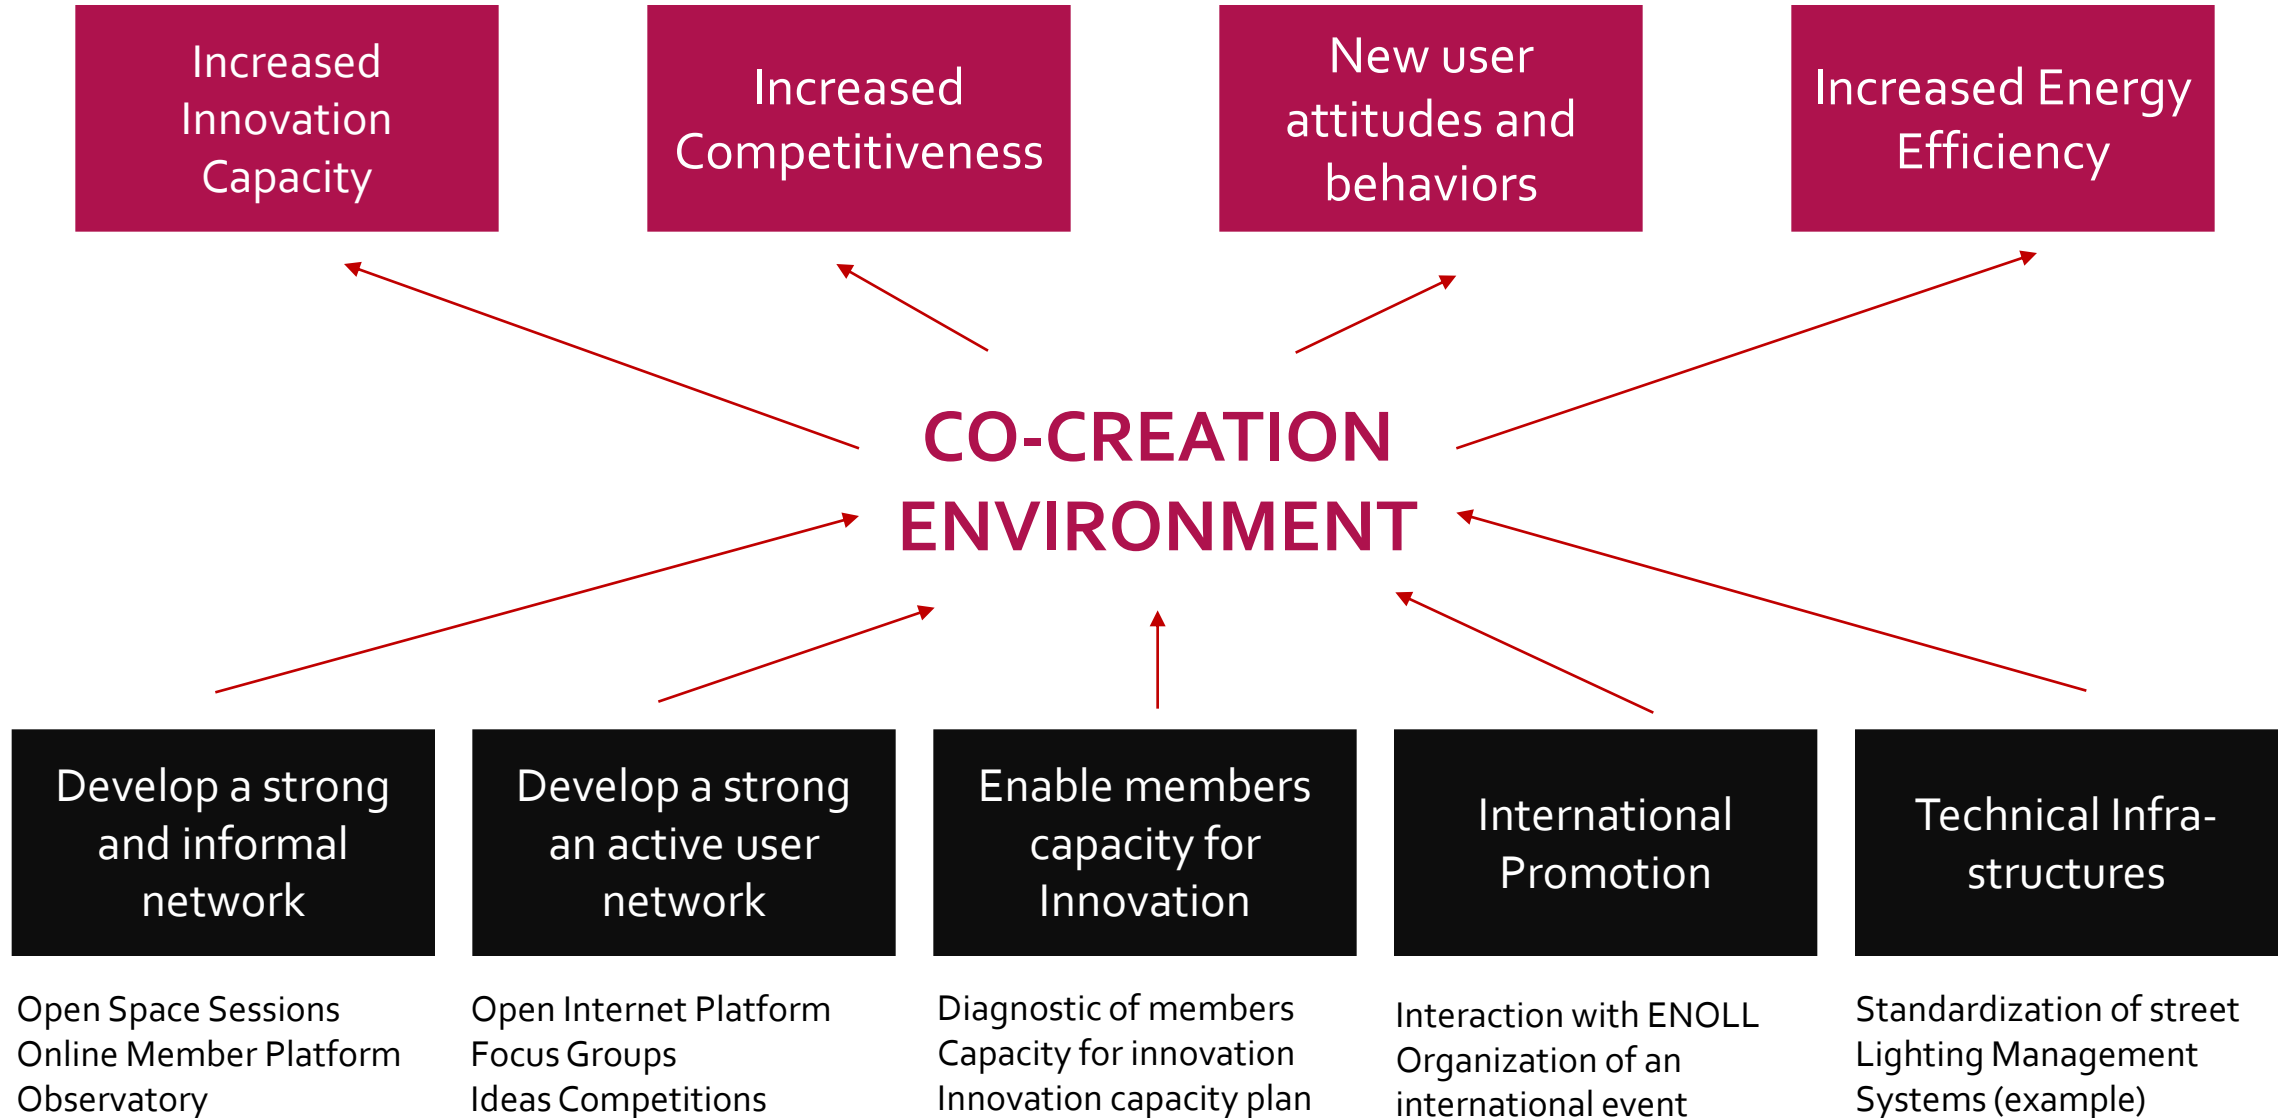 Increased
Innovation
Capacity
Increased
Competitiveness
New user
attitudes and
behaviors
Increased Energy
Efficiency
CO-CREATION
ENVIRONMENT
Develop a strong
and informal
network
Develop a strong
an active user
network
Enable members
capacity for
Innovation
International
Promotion
Technical Infra-
structures
Open Space Sessions
Online Member Platform
Observatory
Open Internet Platform
Focus Groups
Ideas Competitions
Diagnostic of members
Capacity for innovation
Innovation capacity plan
Interaction with ENOLL
Organization of an
international event
Standardization of street
Lighting Management
Systems (example)